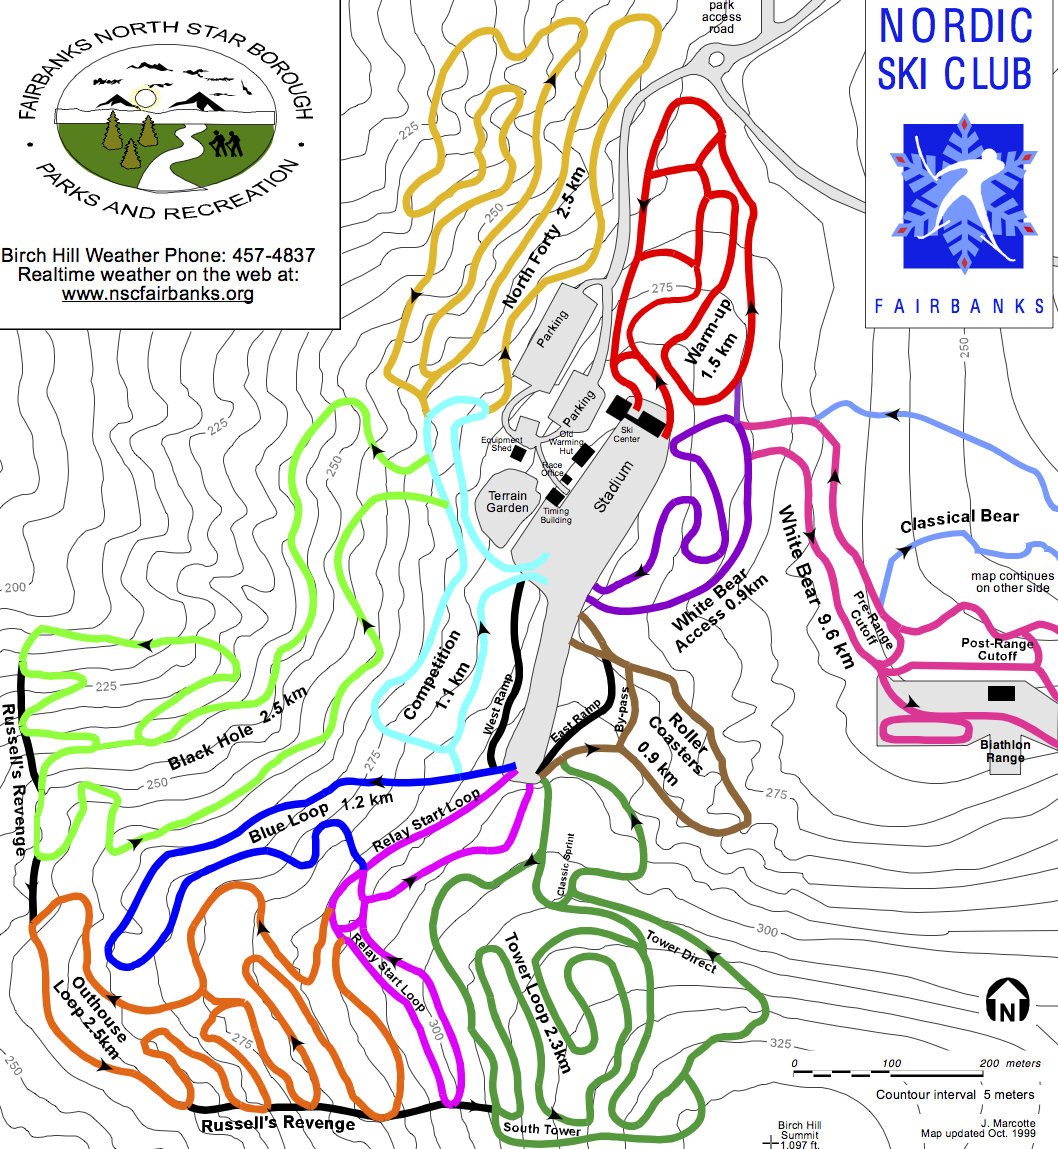 FAIRBANKS NORTH STAR BOROUGH
· PARKS AND RECREATION ·
Birch Hill Weather Phone: 457-4837
Realtime weather on the web at:
www.nscfairbanks.org
park
access
road
NORDIC
SKI CLUB
FAIRBANKS
225
250
North Forty 2.5 km
275
Warm-up
1.5 km
250
Parking
Parking
Ski
Center
Equipment
Shed
Old
Warming
Hut
Race
Office
Timing
Building
Terrain
Garden
Stadium
225
250
200
White Bear
Access 0.9km
White Bear 9.6 km
Classical Bear
map continues
on other side
Pre-Range
Cutoff
Post-Range
Cutoff
Biathlon
Range
Competition
1.1 km
West Ramp
East Ramp
By-pass
Roller
Coasters
0.9 km
275
225
Black Hole 2.5 km
250
275
Russell's Revenge
Blue Loop 1.2 km
Relay Start Loop
Classic Sprint
300
Tower Direct
Tower Loop 2.3km
Relay Start Loop
300
Outhouse
Loop 2.5km
275
250
325
Russell's Revenge
South Tower
N
0 100 200 meters
Countour interval 5 meters
J. Marcotte
Map updated Oct. 1999
Birch Hill
Summit
1,097 ft.